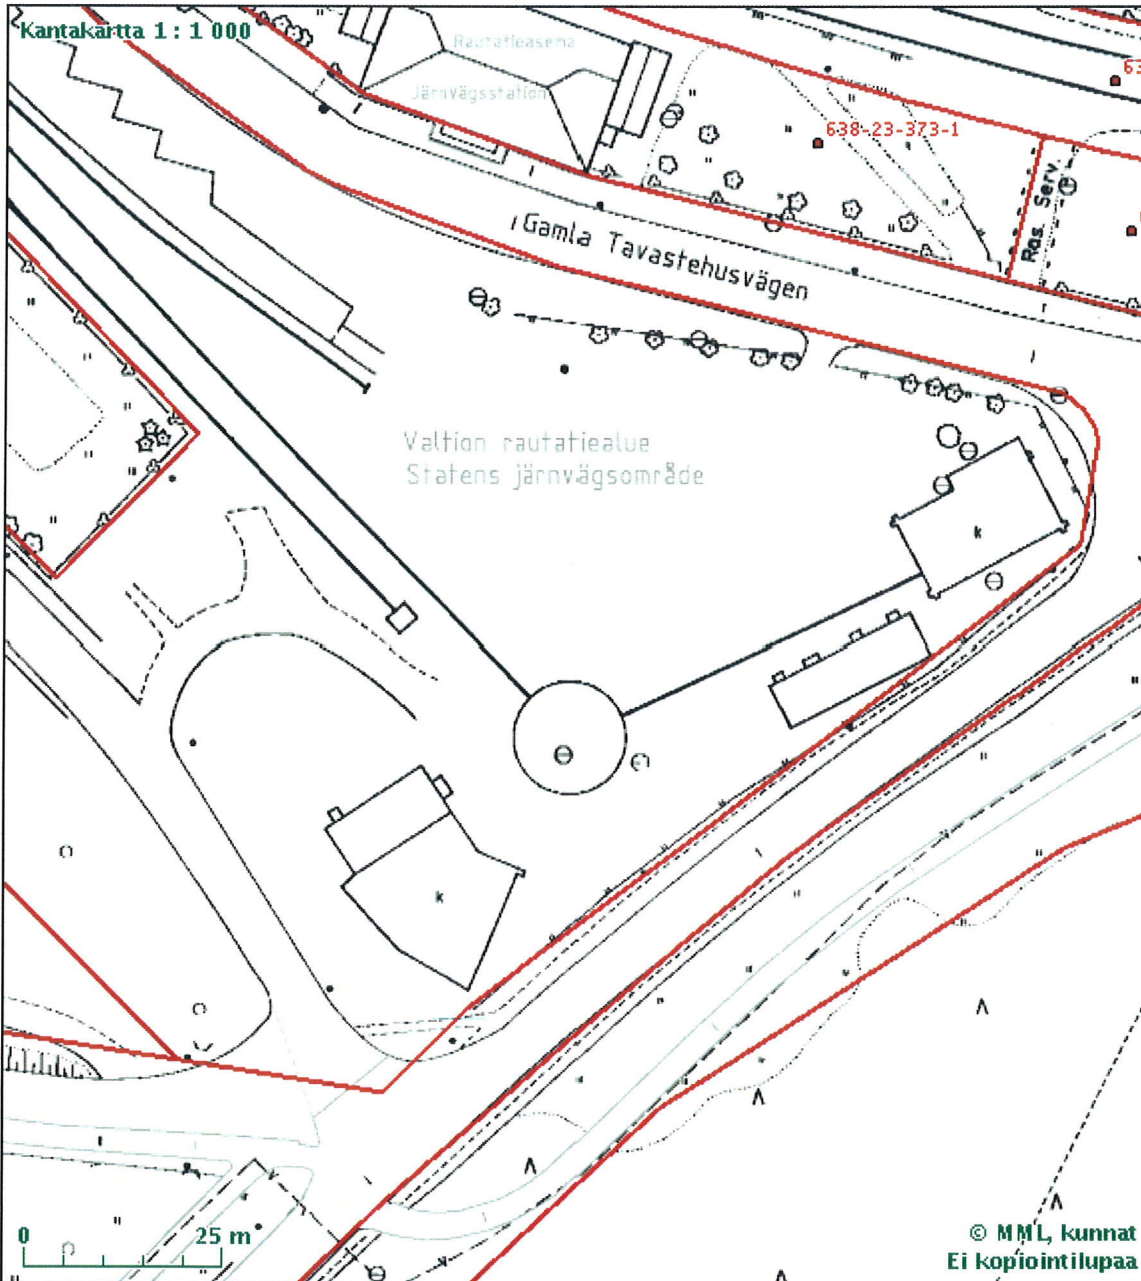 Kantakartta 1 : 1 000
Rautatieasema
Järnvägsstation
638-23-373-1
Ras. Serv.
Gamla Tavastehusvägen
Valtion rautatiealue
Statens järnvägsområde
k
k
0 25 m
© MML, kunnat
Ei kopiointilupaa